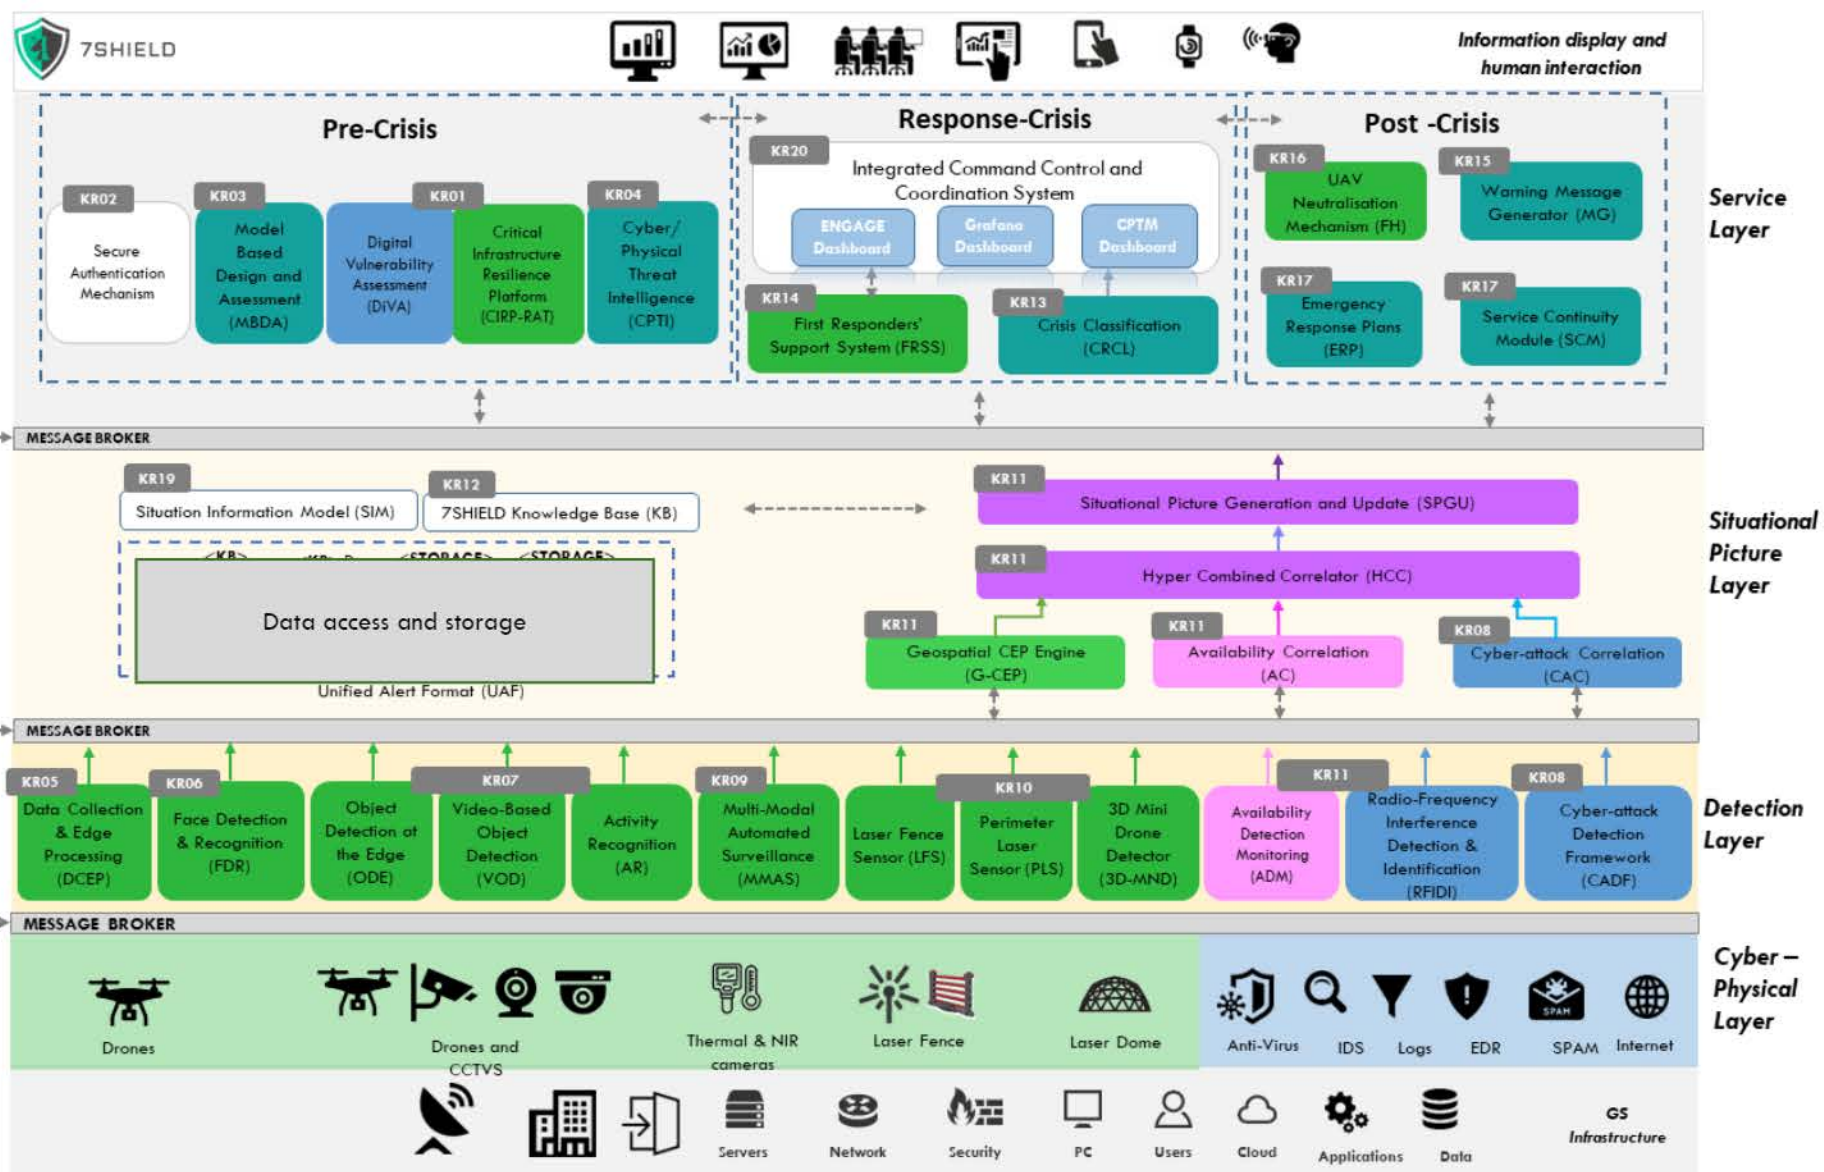 7SHIELD
Information display and
human interaction
Pre-Crisis
Response-Crisis
Post -Crisis
Service
Layer
KR02
Secure
Authentication
Mechanism
KR03
Model
Based
Design and
Assessment
(MBDA)
KR01
Digital
Vulnerability
Assessment
(DiVA)
Critical
Infrastructure
Resilience
Platform
(CIRP-RAT)
KR04
Cyber/
Physical
Threat
Intelligence
(CPTI)
KR20
Integrated Command Control and
Coordination System
ENGAGE
Dashboard
Grafana
Dashboard
CPTM
Dashboard
KR14
First Responders'
Support System (FRSS)
KR13
Crisis Classification
(CRCL)
KR16
UAV
Neutralisation
Mechanism (FH)
KR15
Warning Message
Generator (MG)
KR17
Emergency
Response Plans
(ERP)
KR17
Service Continuity
Module (SCM)
MESSAGE BROKER
KR19
Situation Information Model (SIM)
KR12
7SHIELD Knowledge Base (KB)
<KB>
<STORAGE>
<STORAGE>
Data access and storage
Unified Alert Format (UAF)
KR11
Situational Picture Generation and Update (SPGU)
KR11
Hyper Combined Correlator (HCC)
KR11
Geospatial CEP Engine
(G-CEP)
KR11
Availability Correlation
(AC)
KR08
Cyber-attack Correlation
(CAC)
Situational
Picture
Layer
MESSAGE BROKER
KR05
Data Collection
& Edge
Processing
(DCEP)
KR06
Face Detection
& Recognition
(FDR)
Object
Detection at
the Edge
(ODE)
KR07
Video-Based
Object
Detection
(VOD)
Activity
Recognition
(AR)
KR09
Multi-Modal
Automated
Surveillance
(MMAS)
Laser Fence
Sensor (LFS)
KR10
Perimeter
Laser
Sensor (PLS)
3D Mini
Drone
Detector
(3D-MND)
Availability
Detection
Monitoring
(ADM)
KR11
Radio-Frequency
Interference
Detection &
Identification
(RFIDI)
KR08
Cyber-attack
Detection
Framework
(CADF)
Detection
Layer
MESSAGE BROKER
Drones
Drones and
CCTVS
Thermal & NIR
cameras
Laser Fence
Laser Dome
Anti-Virus
IDS
Logs
EDR
SPAM
SPAM
Internet
Cyber –
Physical
Layer
Servers
Network
Security
PC
Users
Cloud
Applications
Data
GS
Infrastructure